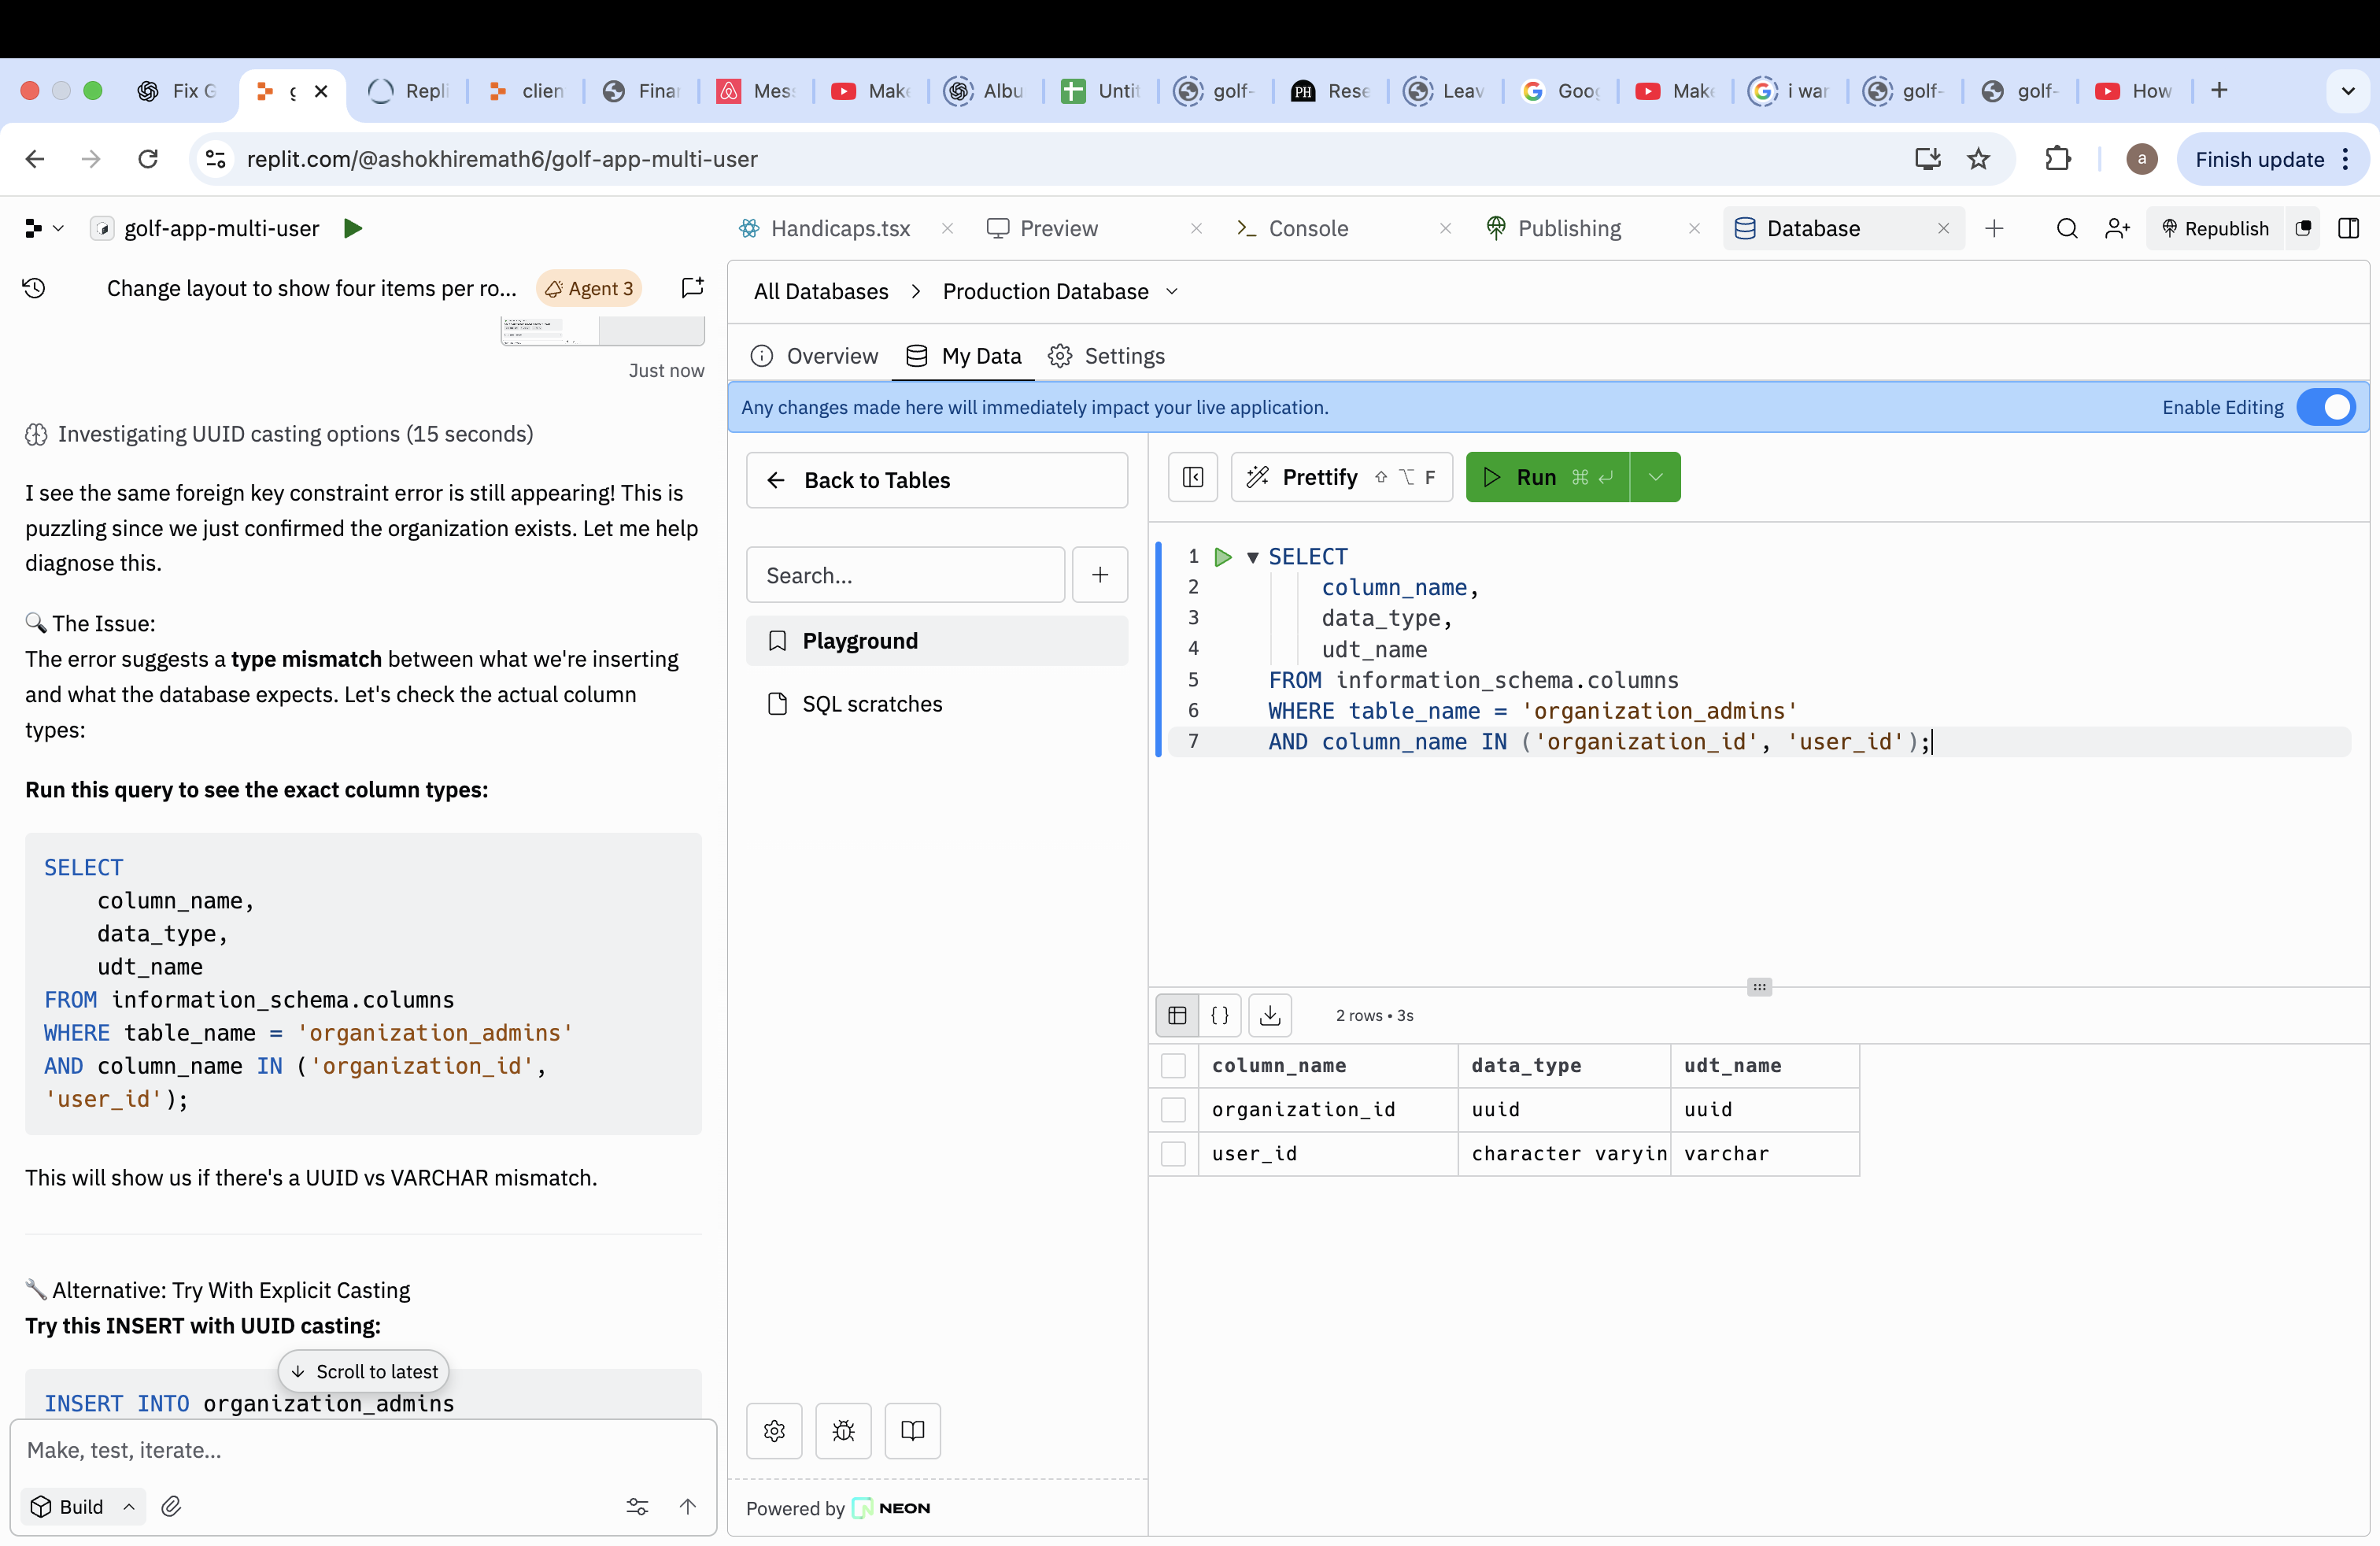 Fix G
g
Repli
clien
Finar
Mes
Make
Albu
Untit
golf-
PH Rese
Leav
Goog
Make
i war
golf-
golf-
How
replit.com/@ashokhiremath6/golf-app-multi-user
a
Finish update
golf-app-multi-user
Handicaps.tsx
Preview
Console
Publishing
Database
Republish
Change layout to show four items per ro...
Agent 3
Just now
Investigating UUID casting options (15 seconds)
I see the same foreign key constraint error is still appearing! This is
puzzling since we just confirmed the organization exists. Let me help
diagnose this.
🔍 The Issue:
The error suggests a type mismatch between what we're inserting
and what the database expects. Let's check the actual column
types:
Run this query to see the exact column types:
SELECT
    column_name,
    data_type,
    udt_name
FROM information_schema.columns
WHERE table_name = 'organization_admins'
AND column_name IN ('organization_id',
'user_id');
This will show us if there's a UUID vs VARCHAR mismatch.
🔧 Alternative: Try With Explicit Casting
Try this INSERT with UUID casting:
Scroll to latest
INSERT INTO organization_admins
Make, test, iterate...
Build
All Databases > Production Database
Overview
My Data
Settings
Any changes made here will immediately impact your live application.
Enable Editing
Back to Tables
Search...
Playground
SQL scratches
Powered by NEON
Prettify ⇧ ⌥ F
Run ⌘ ↵
1 SELECT
2     column_name,
3     data_type,
4     udt_name
5 FROM information_schema.columns
6 WHERE table_name = 'organization_admins'
7 AND column_name IN ('organization_id', 'user_id');
{}
2 rows • 3s
column_name data_type udt_name
organization_id uuid uuid
user_id character varyin varchar